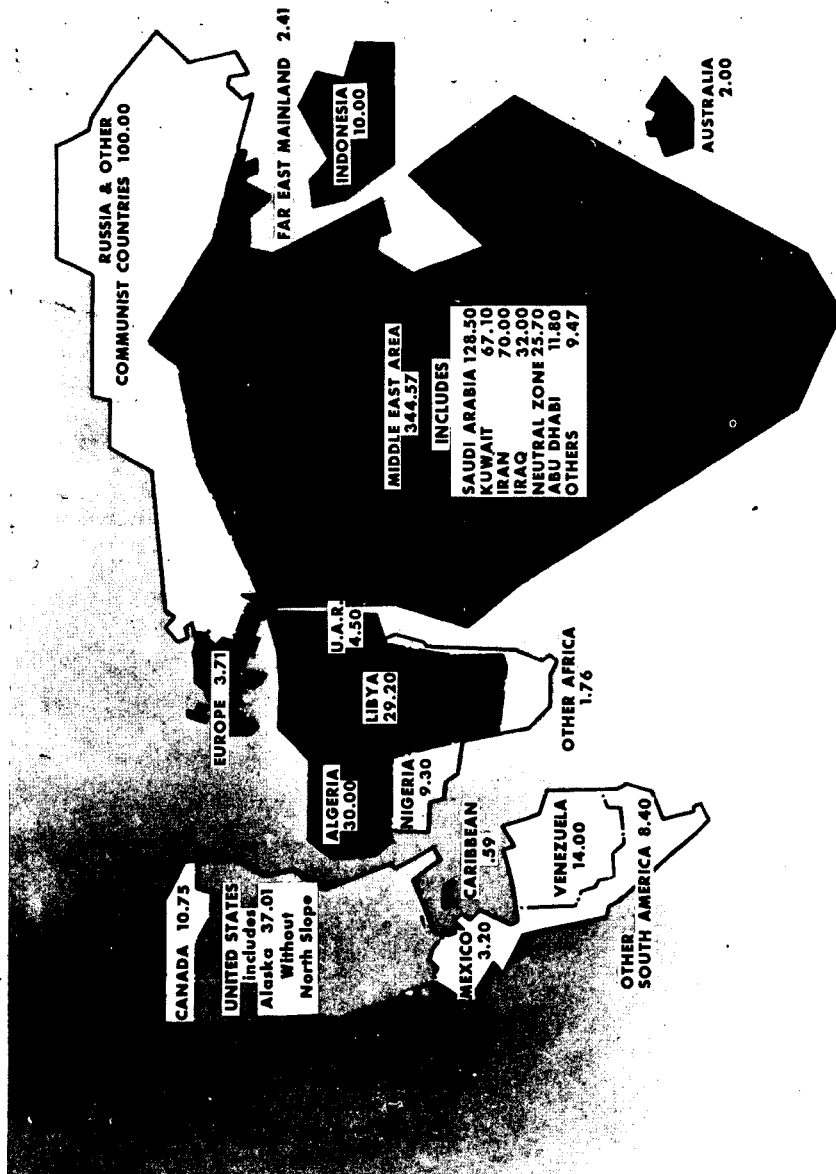 CANADA 10.75
UNITED STATES
includes
Alaska 37.01
Without
North Slope
MEXICO
3.20
CARIBBEAN
.59
VENEZUELA
14.00
OTHER
SOUTH AMERICA 8.40
EUROPE 3.71
ALGERIA
30.00
NIGERIA
9.30
LIBYA
29.20
U.A.R.
4.50
OTHER AFRICA
1.76
RUSSIA & OTHER
COMMUNIST COUNTRIES 100.00
MIDDLE EAST AREA
344.57
INCLUDES
SAUDI ARABIA 128.50
KUWAIT 67.10
IRAN 70.00
IRAQ 32.00
NEUTRAL ZONE 25.70
ABU DHABI 11.80
OTHERS 9.47
FAR EAST MAINLAND 2.41
INDONESIA
10.00
AUSTRALIA
2.00